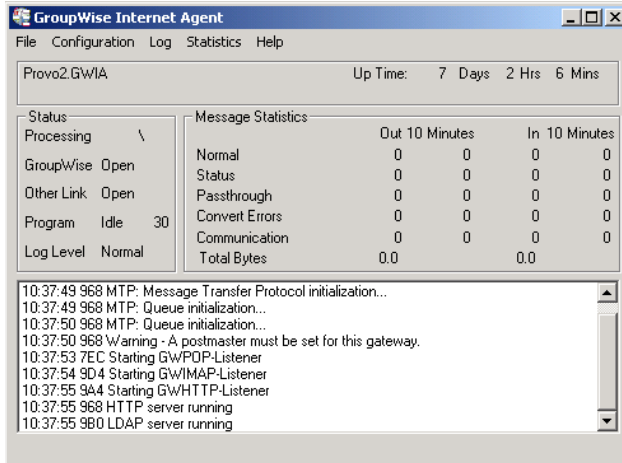 GroupWise Internet Agent
File Configuration Log Statistics Help
Provo2.GWIA Up Time: 7 Days 2 Hrs 6 Mins
Status
Processing \
GroupWise Open
Other Link Open
Program Idle 30
Log Level Normal
Message Statistics
Out 10 Minutes In 10 Minutes
Normal 0 0 0 0
Status 0 0 0 0
Passthrough 0 0 0 0
Convert Errors 0 0 0 0
Communication 0 0 0 0
Total Bytes 0.0 0.0
10:37:49 968 MTP: Message Transfer Protocol initialization...
10:37:49 968 MTP: Queue initialization...
10:37:50 968 MTP: Queue initialization...
10:37:50 968 Warning - A postmaster must be set for this gateway.
10:37:53 7EC Starting GWPOP-Listener
10:37:54 9D4 Starting GWIMAP-Listener
10:37:55 9A4 Starting GWHTTP-Listener
10:37:55 968 HTTP server running
10:37:55 9B0 LDAP server running